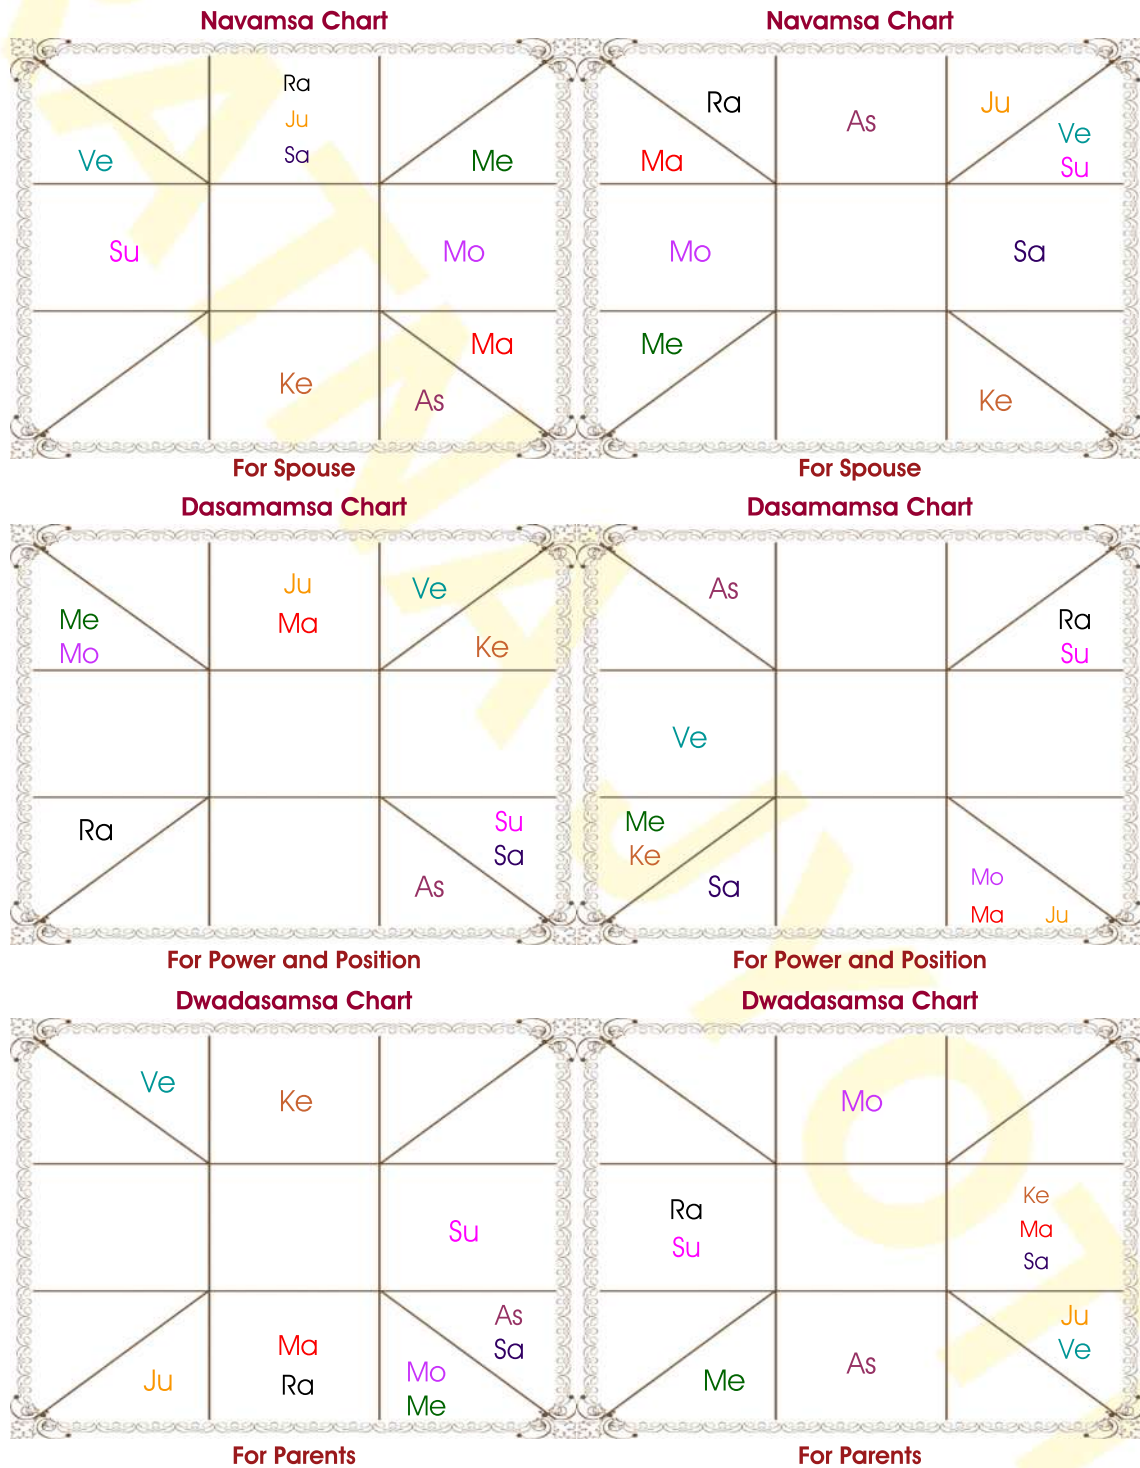 Navamsa Chart
Ra
Ju
Sa
Ve
Me
Su
Mo
Ma
Ke
As
For Spouse
Navamsa Chart
Ra
As
Ju
Ve
Su
Ma
Mo
Sa
Me
Ke
For Spouse
Dasamamsa Chart
Ju
Ma
Ve
Me
Mo
Ke
Ra
Su
Sa
As
For Power and Position
Dasamamsa Chart
As
Ra
Su
Ve
Me
Ke
Sa
Mo
Ma Ju
For Power and Position
Dwadasamsa Chart
Ve
Ke
Su
As
Sa
Ma
Ra
Ju
Mo
Me
For Parents
Dwadasamsa Chart
Mo
Ra
Su
Ke
Ma
Sa
Ju
Ve
As
Me
For Parents